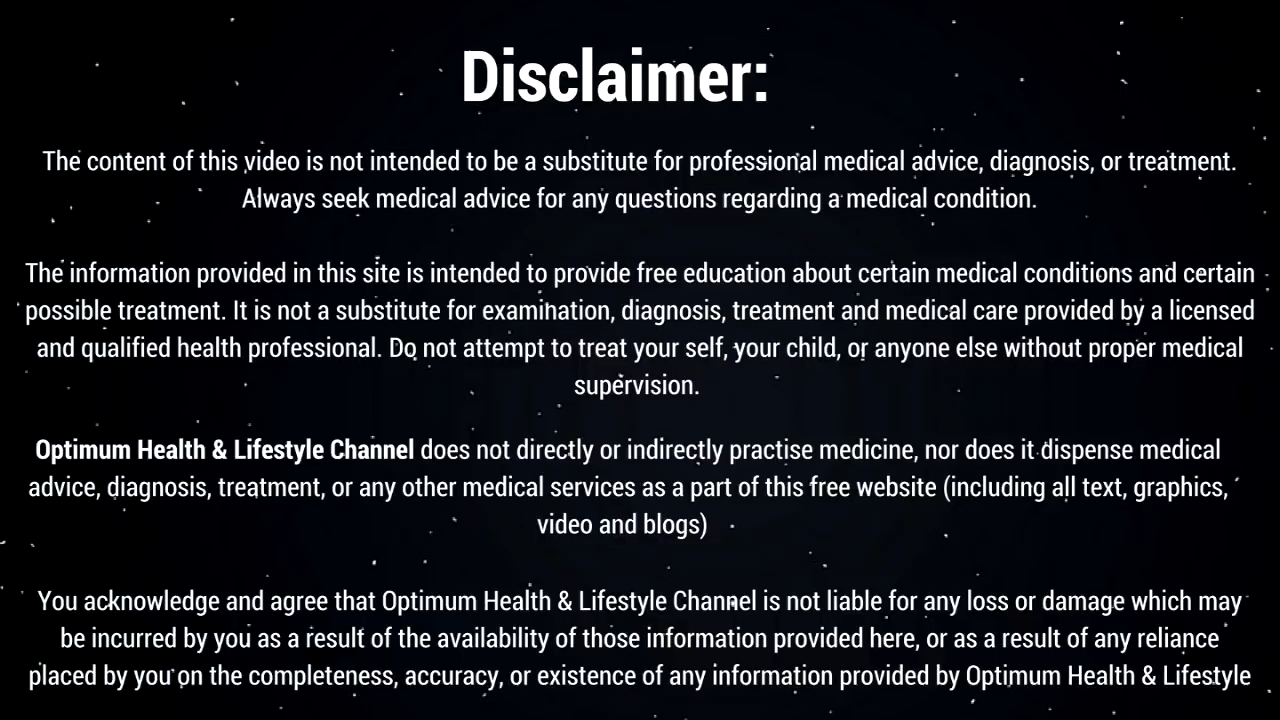 Disclaimer:
The content of this video is not intended to be a substitute for professional medical advice, diagnosis, or treatment.
Always seek medical advice for any questions regarding a medical condition.
The information provided in this site is intended to provide free education about certain medical conditions and certain
possible treatment. It is not a substitute for examination, diagnosis, treatment and medical care provided by a licensed
and qualified health professional. Do not attempt to treat your self, your child, or anyone else without proper medical
supervision.
Optimum Health & Lifestyle Channel does not directly or indirectly practise medicine, nor does it dispense medical
advice, diagnosis, treatment, or any other medical services as a part of this free website (including all text, graphics,
video and blogs)
You acknowledge and agree that Optimum Health & Lifestyle Channel is not liable for any loss or damage which may
be incurred by you as a result of the availability of those information provided here, or as a result of any reliance
placed by you on the completeness, accuracy, or existence of any information provided by Optimum Health & Lifestyle